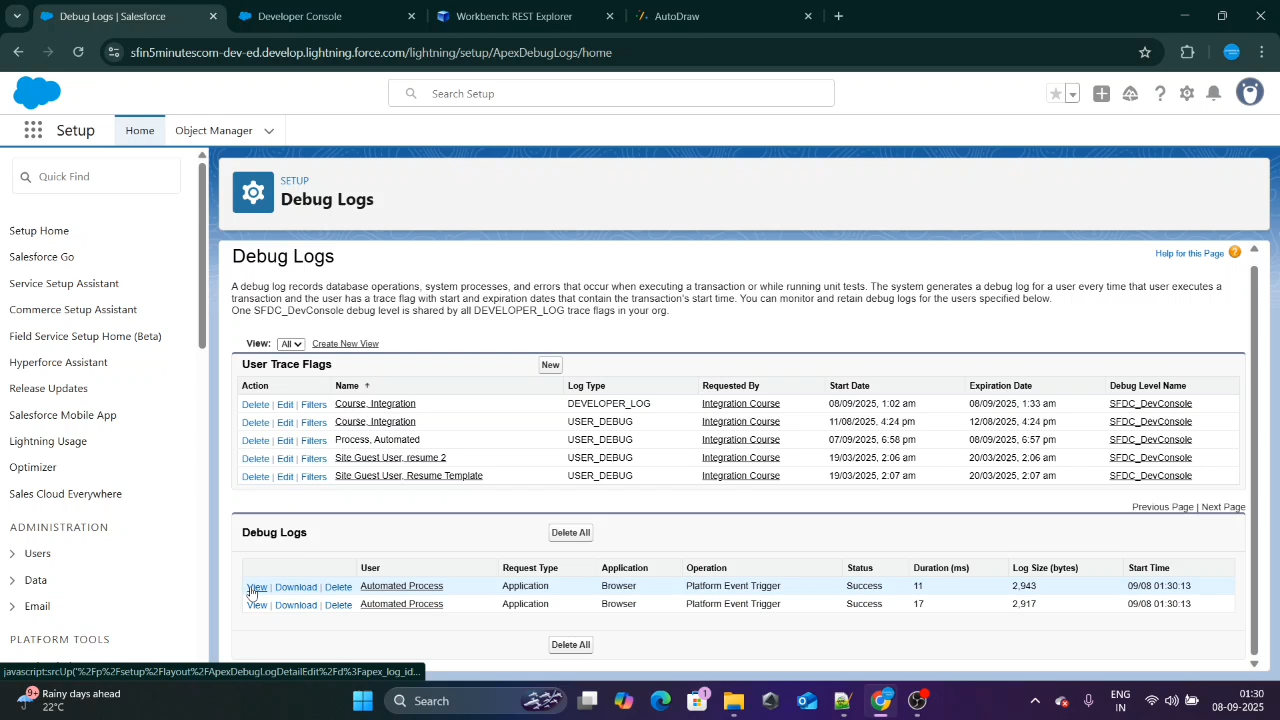 Debug Logs | Salesforce
Developer Console
Workbench: REST Explorer
AutoDraw
sfin5minutescom-dev-ed.develop.lightning.force.com/lightning/setup/ApexDebugLogs/home
Search Setup
Setup
Home
Object Manager
Quick Find
Setup Home
Salesforce Go
Service Setup Assistant
Commerce Setup Assistant
Field Service Setup Home (Beta)
Hyperforce Assistant
Release Updates
Salesforce Mobile App
Lightning Usage
Optimizer
Sales Cloud Everywhere
ADMINISTRATION
Users
Data
Email
PLATFORM TOOLS
SETUP
Debug Logs
Debug Logs
Help for this Page ?
A debug log records database operations, system processes, and errors that occur when executing a transaction or while running unit tests. The system generates a debug log for a user every time that user executes a
transaction and the user has a trace flag with start and expiration dates that contain the transaction's start time. You can monitor and retain debug logs for the users specified below.
One SFDC_DevConsole debug level is shared by all DEVELOPER_LOG trace flags in your org.
View: All Create New View
User Trace Flags New
Action Name Log Type Requested By Start Date Expiration Date Debug Level Name
Delete | Edit | Filters Course, Integration DEVELOPER_LOG Integration Course 08/09/2025, 1:02 am 08/09/2025, 1:33 am SFDC_DevConsole
Delete | Edit | Filters Course, Integration USER_DEBUG Integration Course 11/08/2025, 4:24 pm 12/08/2025, 4:24 pm SFDC_DevConsole
Delete | Edit | Filters Process, Automated USER_DEBUG Integration Course 07/09/2025, 6:58 pm 08/09/2025, 6:57 pm SFDC_DevConsole
Delete | Edit | Filters Site Guest User, resume 2 USER_DEBUG Integration Course 19/03/2025, 2:06 am 20/03/2025, 2:06 am SFDC_DevConsole
Delete | Edit | Filters Site Guest User, Resume Template USER_DEBUG Integration Course 19/03/2025, 2:07 am 20/03/2025, 2:07 am SFDC_DevConsole
Previous Page | Next Page
Debug Logs Delete All
User Request Type Application Operation Status Duration (ms) Log Size (bytes) Start Time
View | Download | Delete Automated Process Application Browser Platform Event Trigger Success 11 2,943 09/08 01:30:13
View | Download | Delete Automated Process Application Browser Platform Event Trigger Success 17 2,917 09/08 01:30:13
Delete All
javascript:srcUp('%2Fp%2Fsetup%2Flayout%2FApexDebugLogDetailEdit%2Fd%3Fapex_log_id...
9+
Rainy days ahead
22°C
Search
1
ENG
IN
01:30
08-09-2025